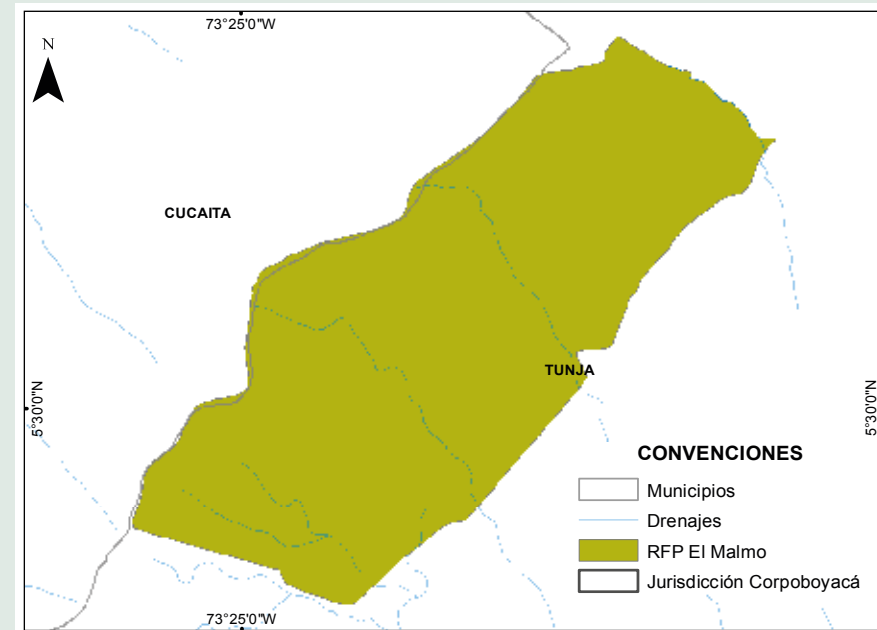 73°25'0"W
N
CUCAITA
TUNJA
5°30'0"N
5°30'0"N
CONVENCIONES
Municipios
Drenajes
RFP El Malmo
Jurisdicción Corpoboyacá
73°25'0"W